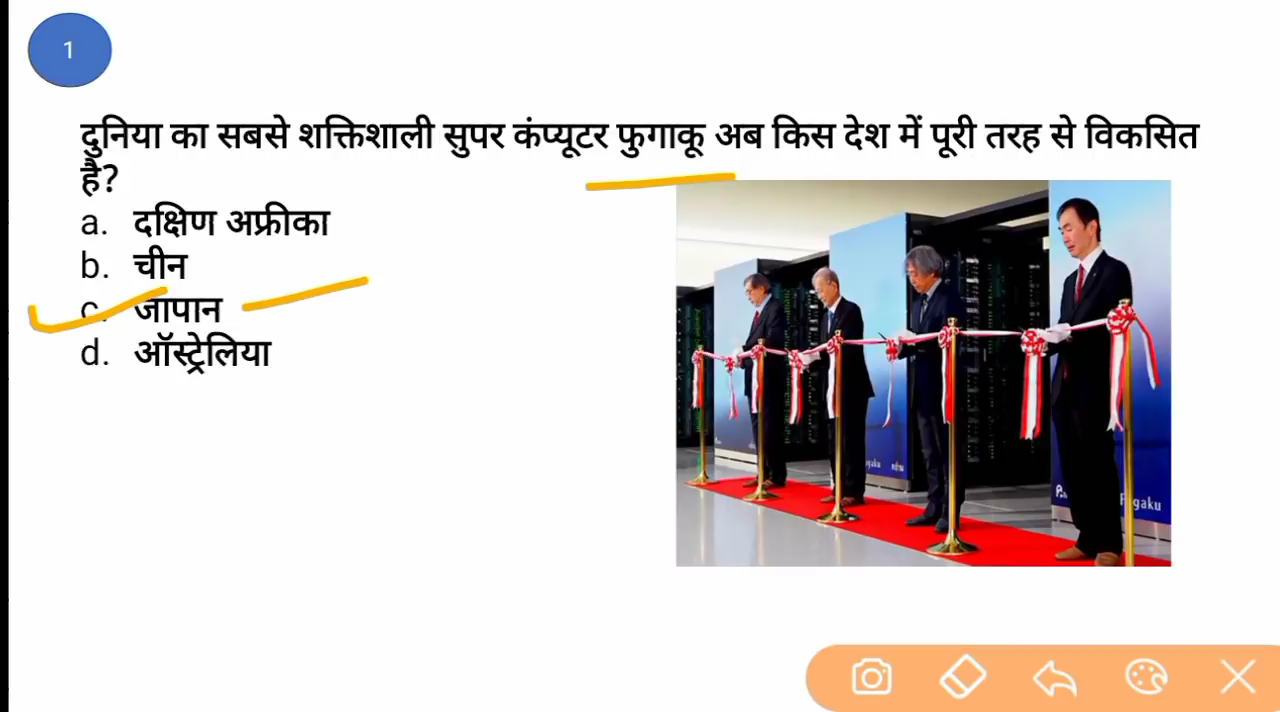 1
दुनिया का सबसे शक्तिशाली सुपर कंप्यूटर फुगाकू अब किस देश में पूरी तरह से विकसित
है?
a. दक्षिण अफ्रीका
b. चीन
c. जापान
d. ऑस्ट्रेलिया